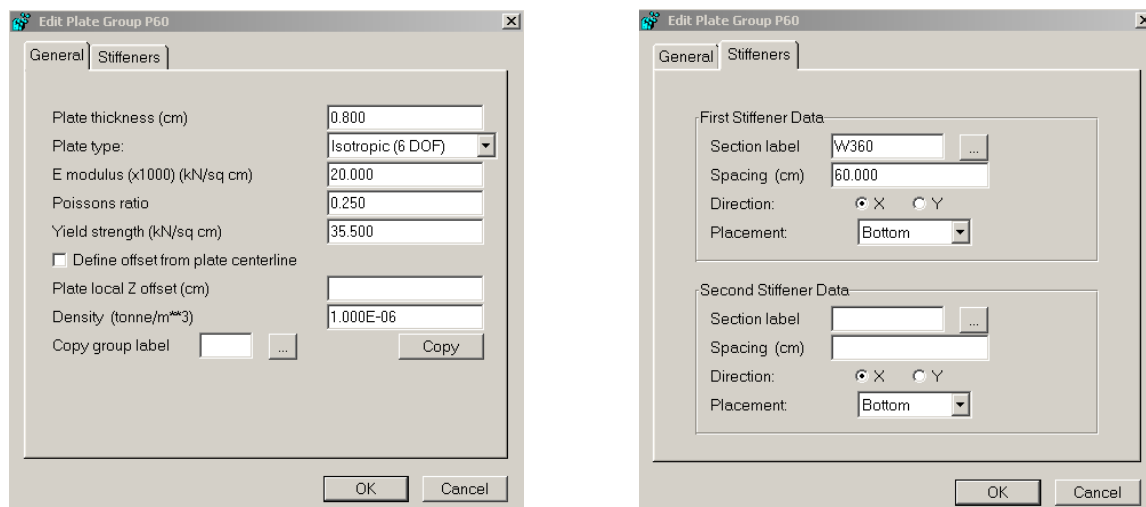 Edit Plate Group P60
General Stiffeners
Plate thickness (cm) 0.800
Plate type: Isotropic (6 DOF)
E modulus (x1000) (kN/sq cm) 20.000
Poissons ratio 0.250
Yield strength (kN/sq cm) 35.500
Define offset from plate centerline
Plate local Z offset (cm)
Density (tonne/m**3) 1.000E-06
Copy group label ... Copy
OK Cancel
Edit Plate Group P60
General Stiffeners
First Stiffener Data
Section label W360 ...
Spacing (cm) 60.000
Direction: X Y
Placement: Bottom
Second Stiffener Data
Section label ...
Spacing (cm)
Direction: X Y
Placement: Bottom
OK Cancel